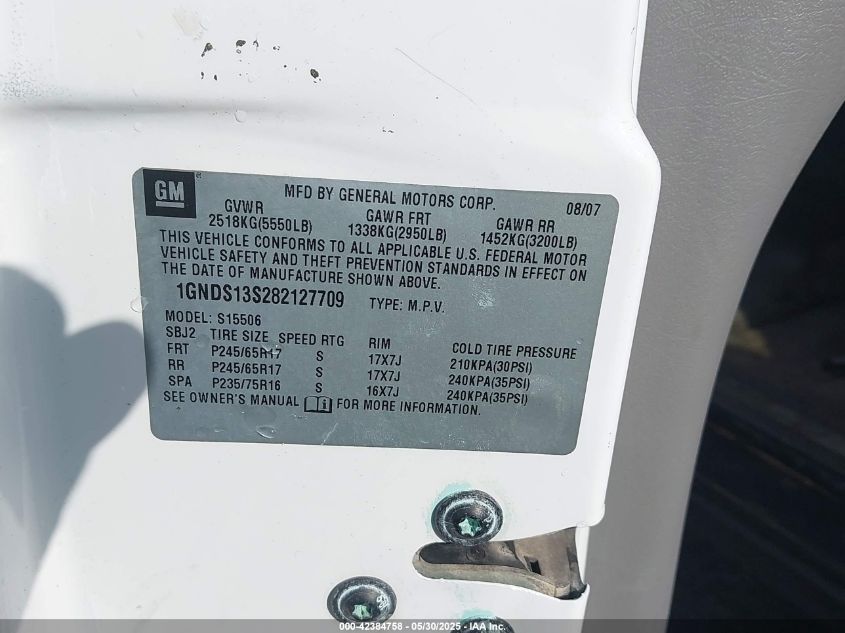 GM
MFD BY GENERAL MOTORS CORP. 08/07
GVWR GAWR FRT GAWR RR
2518KG(5550LB) 1338KG(2950LB) 1452KG(3200LB)
THIS VEHICLE CONFORMS TO ALL APPLICABLE U.S. FEDERAL MOTOR
VEHICLE SAFETY AND THEFT PREVENTION STANDARDS IN EFFECT ON
THE DATE OF MANUFACTURE SHOWN ABOVE.
1GNDS13S282127709 TYPE: M.P.V.
MODEL: S15506
SBJ2 TIRE SIZE SPEED RTG RIM COLD TIRE PRESSURE
FRT P245/65R17 S 17X7J 210KPA(30PSI)
RR P245/65R17 S 17X7J 240KPA(35PSI)
SPA P235/75R16 S 16X7J 240KPA(35PSI)
SEE OWNER'S MANUAL FOR MORE INFORMATION.
000-42384758 - 05/30/2025 - IAA Inc.